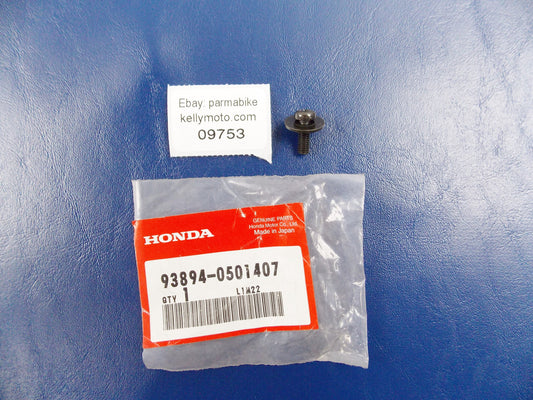 Ebay: parmabike
kellymoto.com
09753
GENUINE PARTS
Honda Motor Co., Ltd.
Made in Japan
HONDA
93894-0501407
QTY 1 L1M22